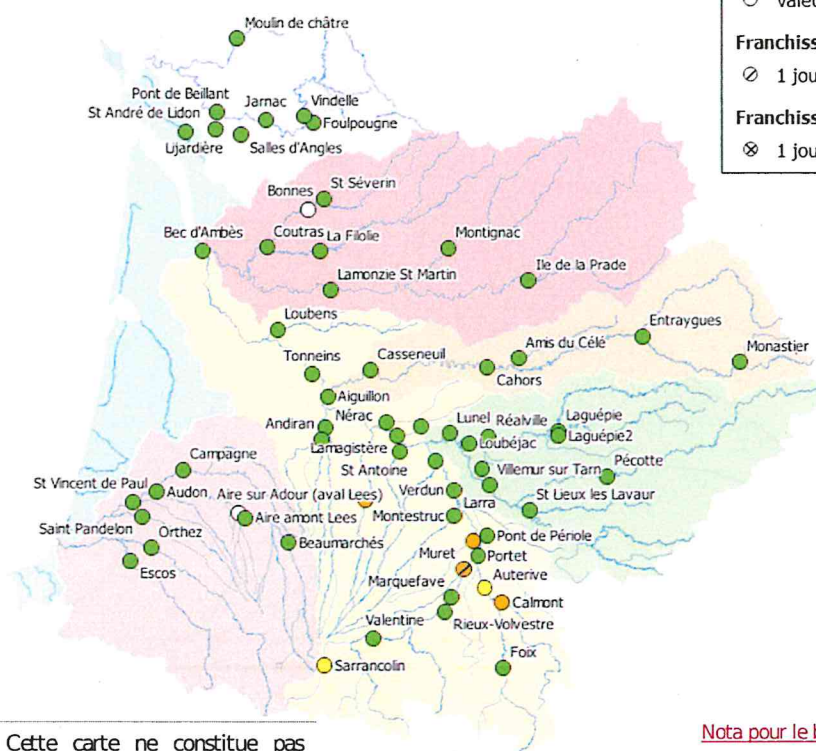 Moulin de châtre
valeu
Franchiss
1 jou
Franchiss
1 jou
Pont de Beillant
Jarnac
Vindelle
St André de Lidon
Foulpougne
Lijardière
Salles d'Angles
Bonnes
St Séverin
Bec d'Ambès
Coutras
La Filolie
Montignac
Ile de la Prade
Lamonzie St Martin
Loubens
Entraygues
Tonneins
Casseneuil
Amis du Célé
Monastier
Cahors
Aiguillon
Andiran
Nérac
Lunel
Réalville
Laguépie
Loubéjac
Laguépie2
Lamagistère
St Antoine
Villemur sur Tarn
Pécotte
Campagne
St Vincent de Paul
Audon
Aire sur Adour (aval Lees)
Verdun
Larra
St Lieux les Lavaur
Saint Pandelon
Orthez
Aire amont Lees
Montestruc
Beaumarchés
Pont de Périole
Muret
Portet
Escos
Marquefave
Auterive
Calmont
Valentine
Rieux-Volvestre
Sarrancolin
Foix
Cette carte ne constitue pas
Nota pour le b